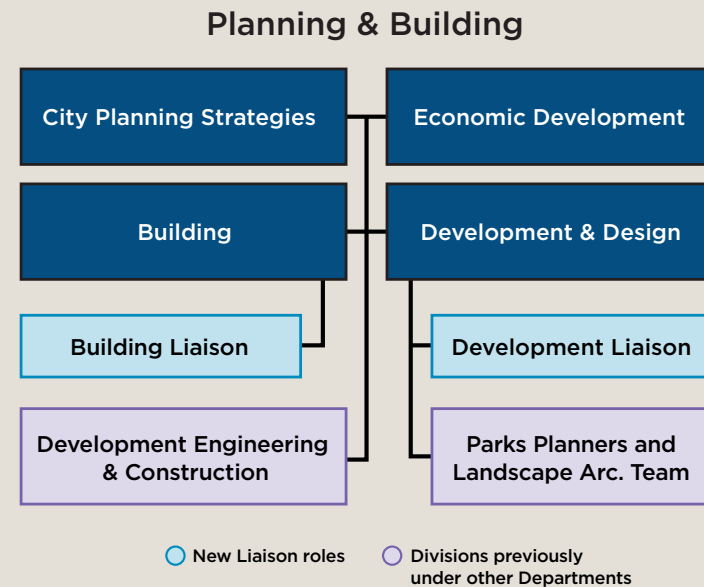 Planning & Building
City Planning Strategies
Economic Development
Building
Development & Design
Building Liaison
Development Liaison
Development Engineering
& Construction
Parks Planners and
Landscape Arc. Team
New Liaison roles
Divisions previously
under other Departments